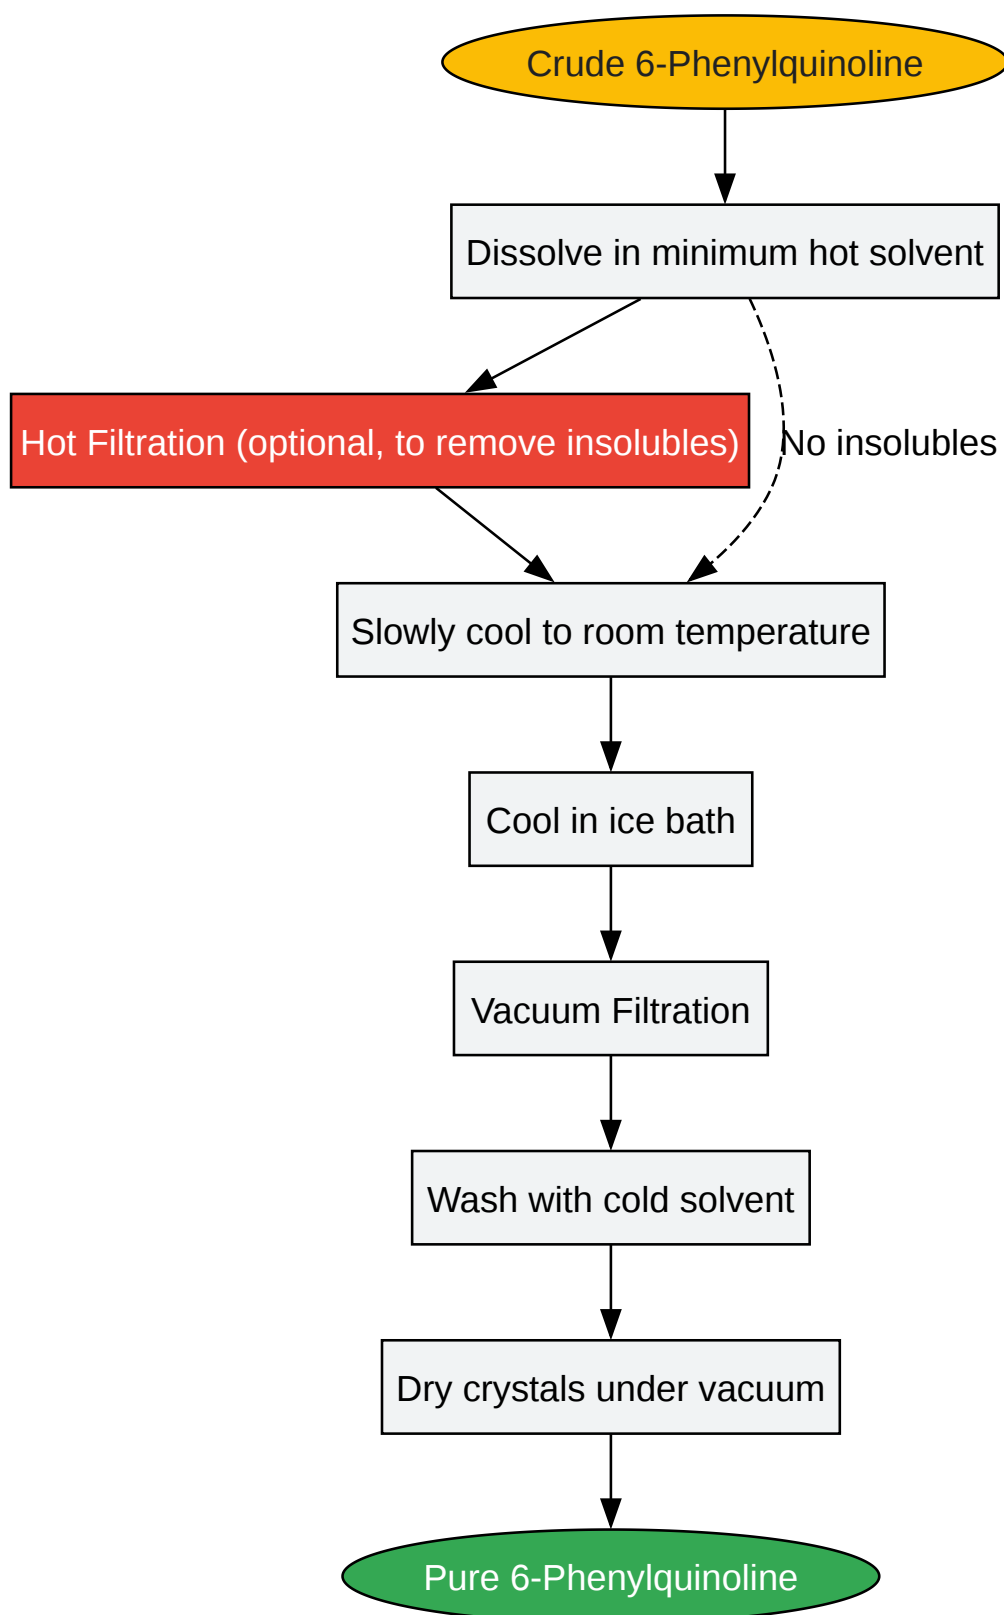 Crude 6-Phenylquinoline
Dissolve in minimum hot solvent
Hot Filtration (optional, to remove insolubles)
No insolubles
Slowly cool to room temperature
Cool in ice bath
Vacuum Filtration
Wash with cold solvent
Dry crystals under vacuum
Pure 6-Phenylquinoline